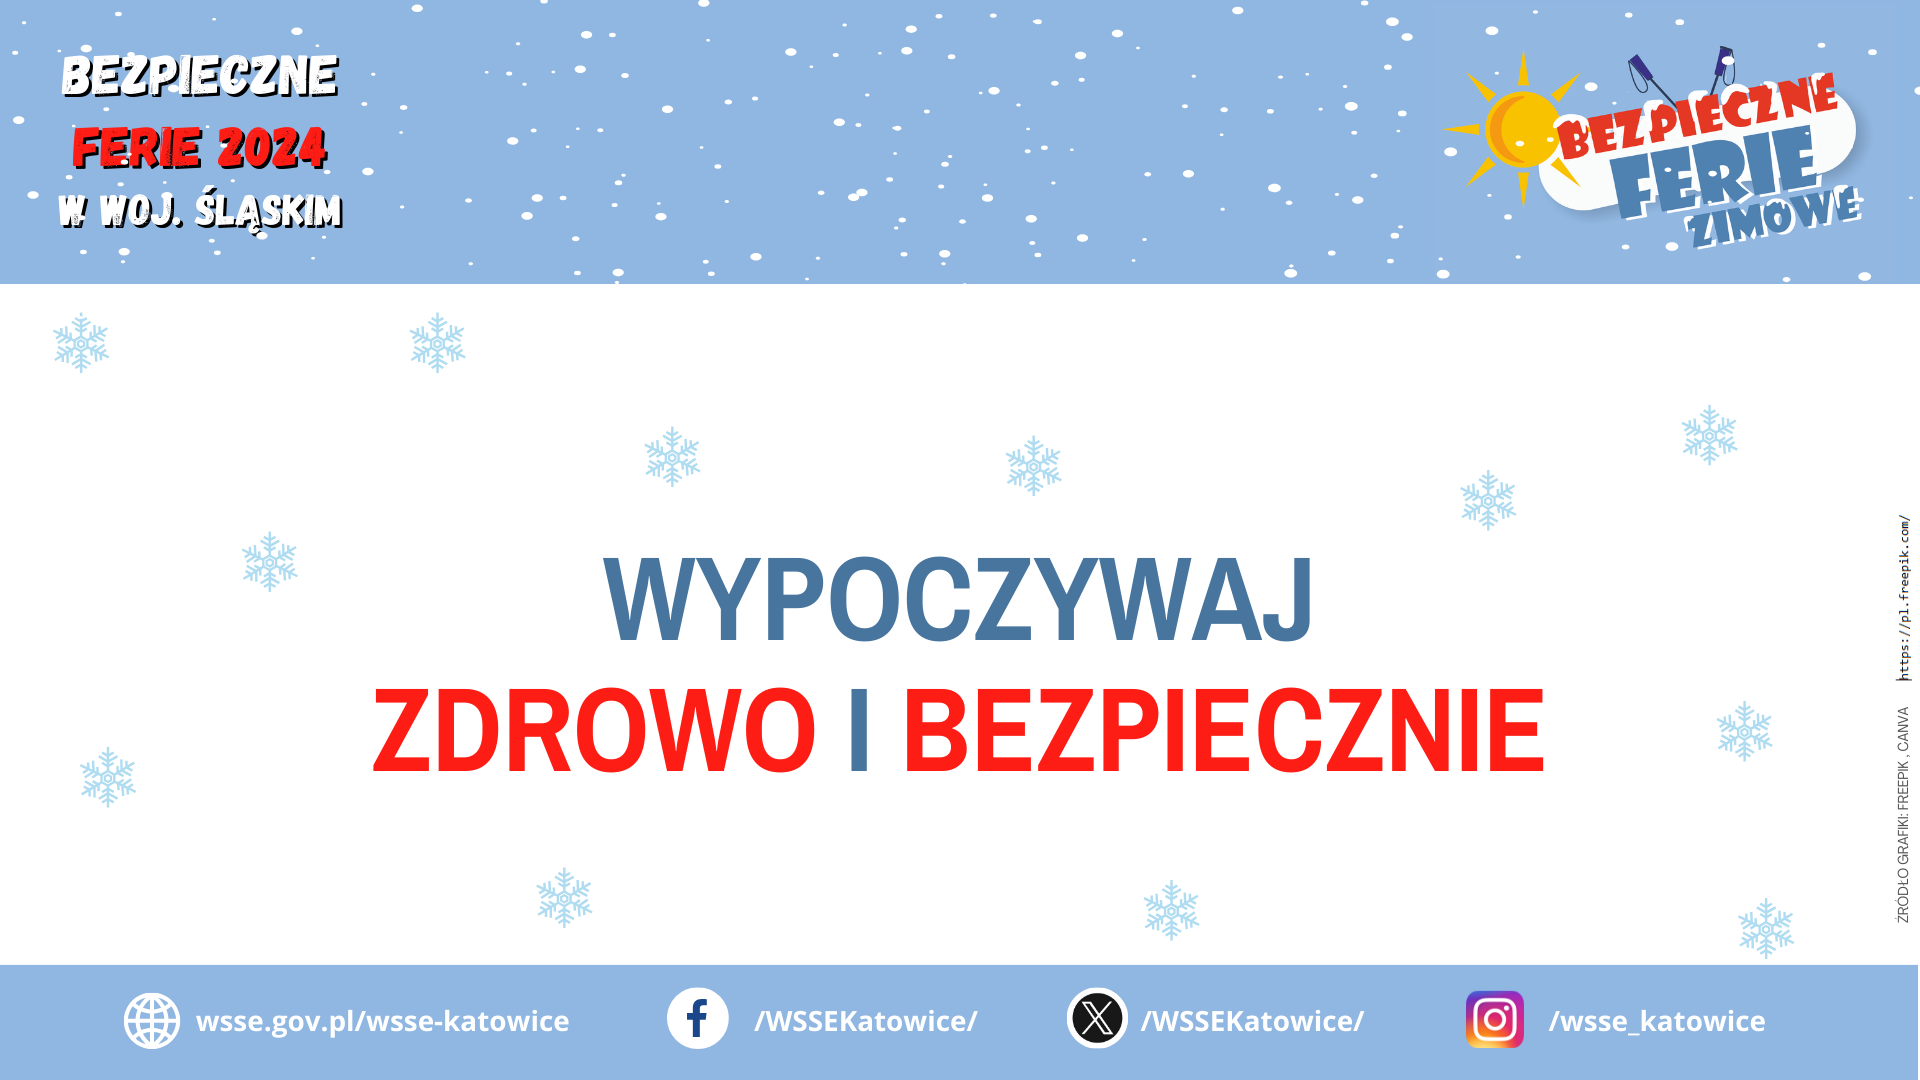 BEZPIECZNE
FERIE 2024
W WOJ. ŚLĄSKIM
BEZPIECZNE
FERIE
ZIMOWE
WYPOCZYWAJ
ZDROWO I BEZPIECZNIE
ŹRÓDŁO GRAFIKI: FREEPIK , CANVA https://pl.freepik.com/
wsse.gov.pl/wsse-katowice
/WSSEKatowice/
/WSSEKatowice/
/wsse_katowice